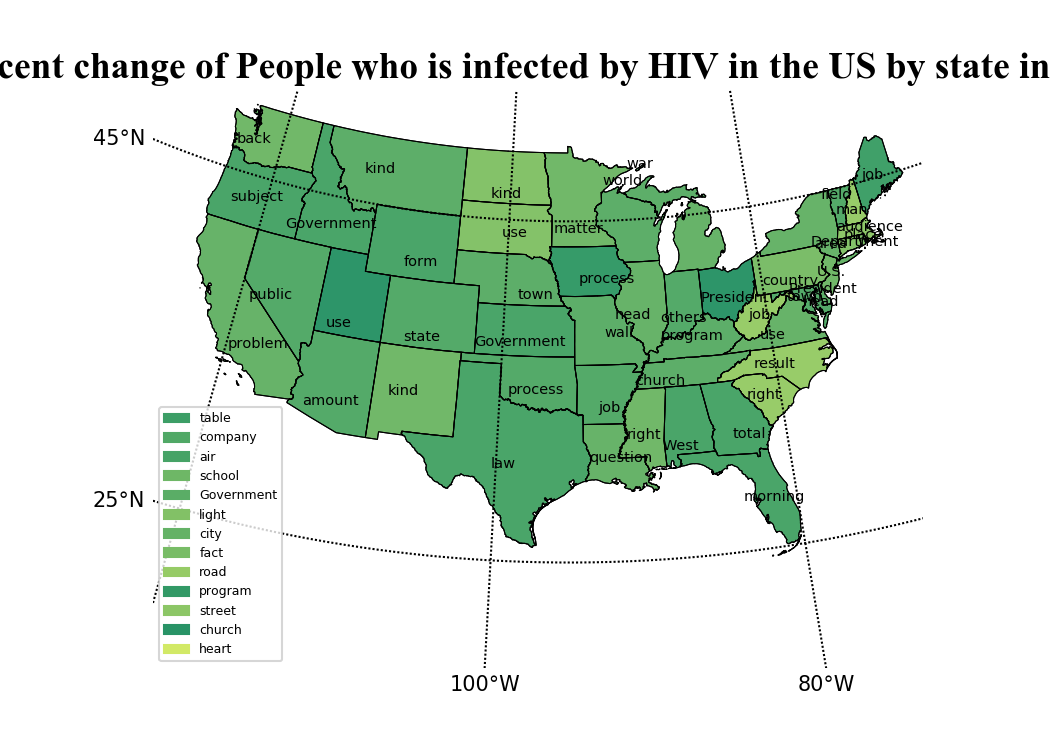 cent change of People who is infected by HIV in the US by state in
45°N
25°N
100°W
80°W
back
subject
Government
kind
kind
use
form
public
use
problem
state
amount
kind
matter
world
war
process
town
Government
process
law
head
wall
others
President
program
church
job
right
West
question
total
morning
right
result
use
job
country
job
field
man
audience
place
Department
U.S.
President
head
table
company
air
school
Government
light
city
fact
road
program
street
church
heart